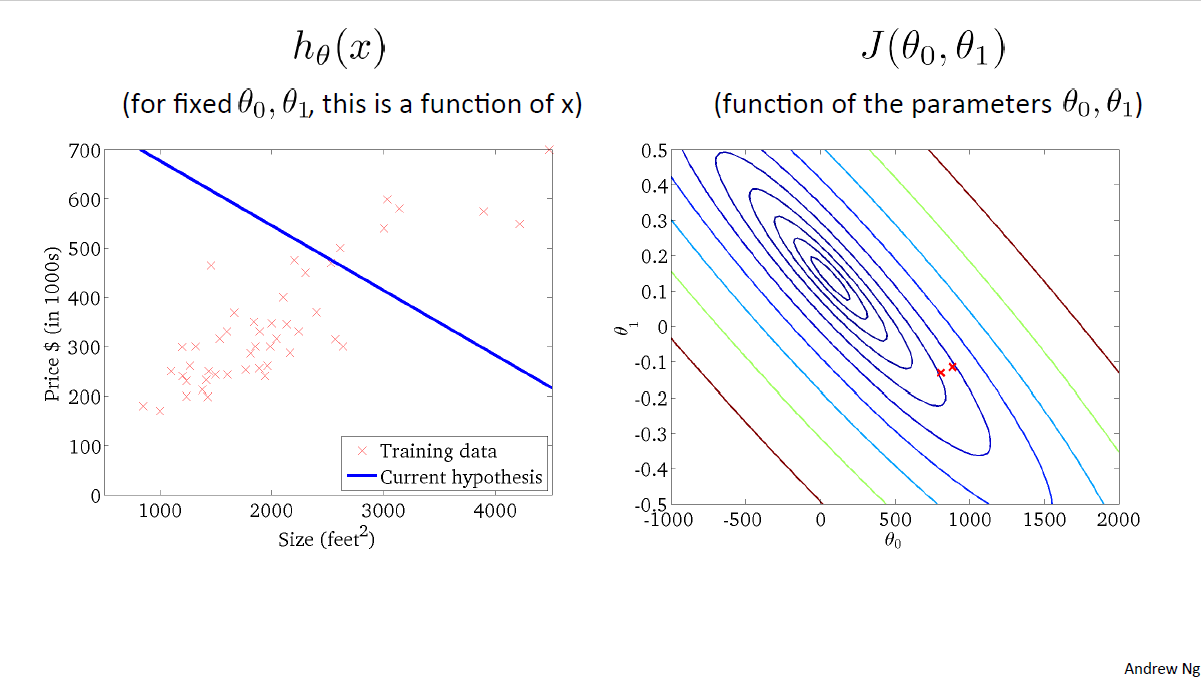 hθ(x)
(for fixed θ0, θ1, this is a function of x)
700
600
500
400
300
200
100
0
Price $ (in 1000s)
1000 2000 3000 4000
Size (feet²)
Training data
Current hypothesis
J(θ0, θ1)
(function of the parameters θ0, θ1)
0.5
0.4
0.3
0.2
0.1
0
-0.1
-0.2
-0.3
-0.4
-0.5
θ1
-1000 -500 0 500 1000 1500 2000
θ0
Andrew Ng